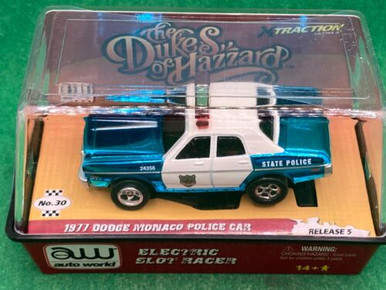 The
Dukes
of Hazzard
X-TRACTION
STATE POLICE
No.30
1977 DODGE MONACO POLICE CAR
RELEASE 5
aw
auto world
ELECTRIC
SLOT RACER
WARNING:
14+